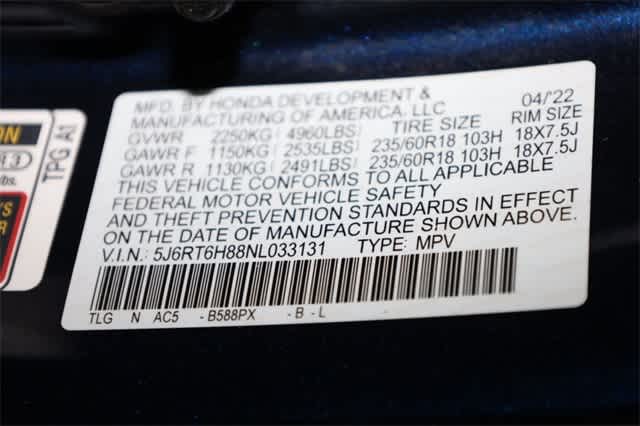 MFD. BY HONDA DEVELOPMENT &
MANUFACTURING OF AMERICA, LLC 04/'22
GVWR 2250KG( 4960LBS) TIRE SIZE RIM SIZE
GAWR F 1150KG( 2535LBS) 235/60R18 103H 18X7.5J
GAWR R 1130KG( 2491LBS) 235/60R18 103H 18X7.5J
THIS VEHICLE CONFORMS TO ALL APPLICABLE
FEDERAL MOTOR VEHICLE SAFETY
AND THEFT PREVENTION STANDARDS IN EFFECT
ON THE DATE OF MANUFACTURE SHOWN ABOVE.
V.I.N.: 5J6RT6H88NL033131 TYPE: MPV
TLG N AC5 - B588PX - B - L
TPG A1
ON
lbs.
'S
R